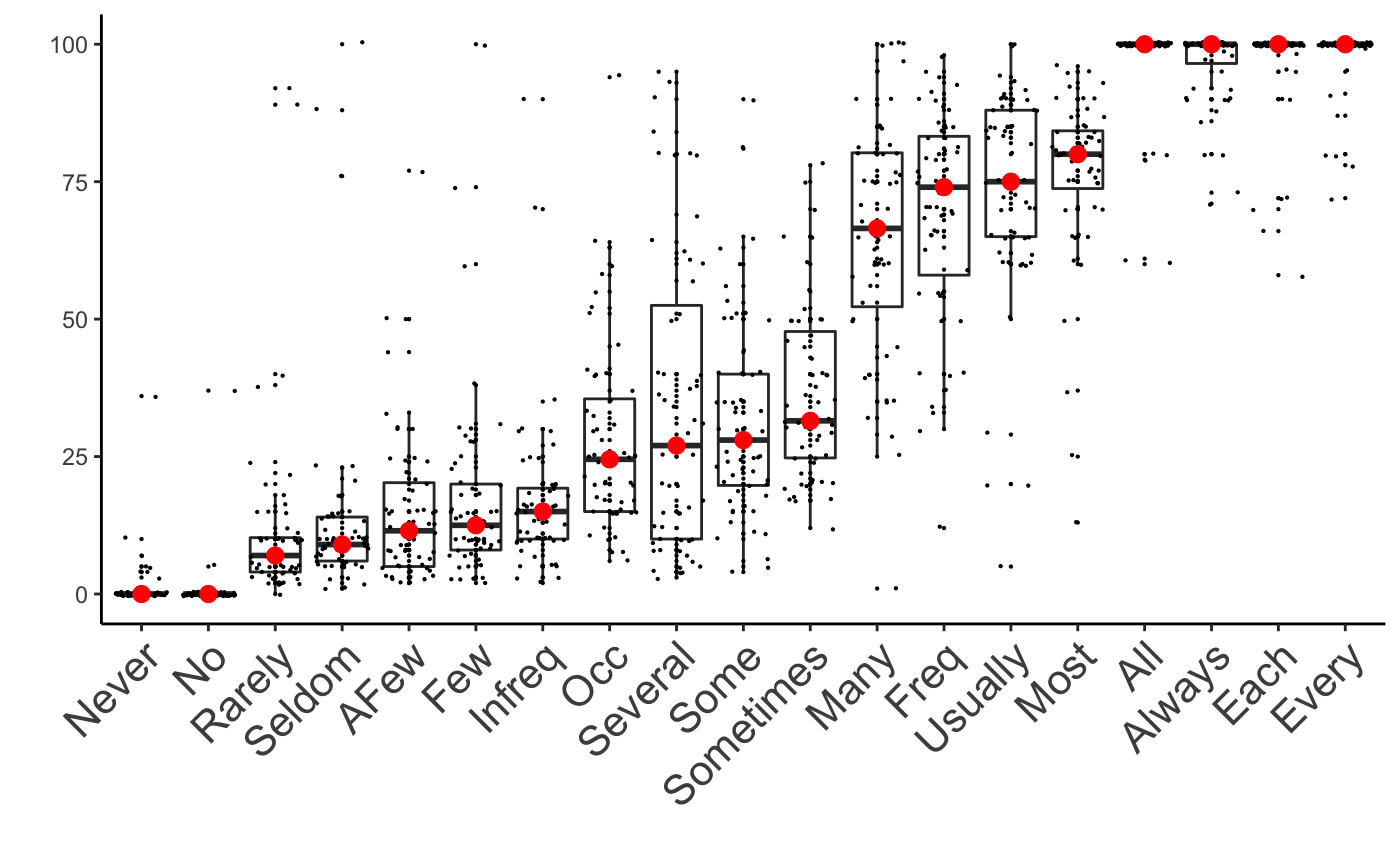 100
75
50
25
0
Never
No
Rarely
Seldom
AFew
Few
Infreq
Occ
Several
Some
Sometimes
Many
Freq
Usually
Most
All
Always
Each
Every